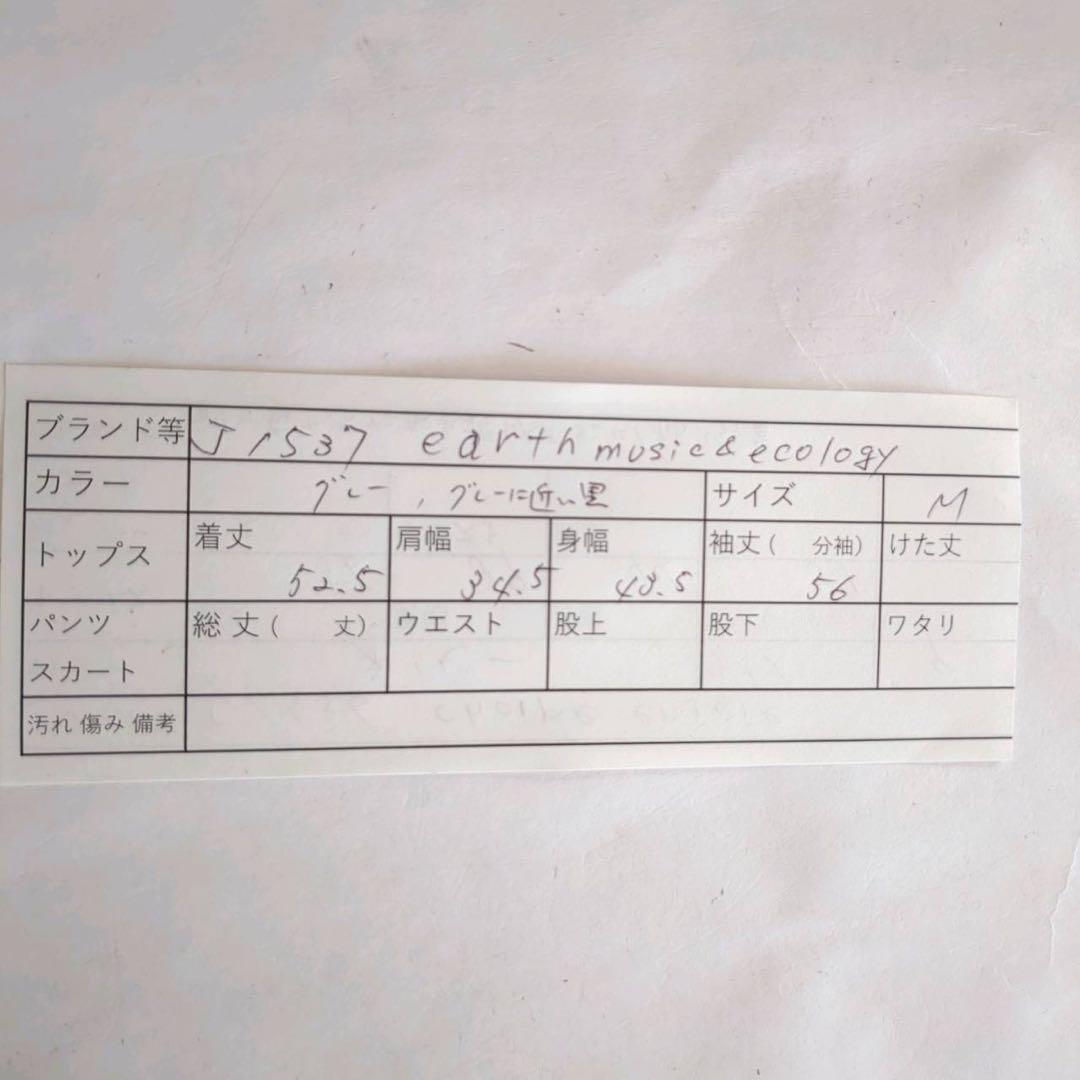 ブランド等 J1537 earth music & ecology
カラー グレー , グレーに近い黒 サイズ M
トップス 着丈 肩幅 身幅 袖丈 ( 分袖) けた丈
52.5 34.5 43.5 56
パンツ 総丈 ( 丈) ウエスト 股上 股下 ワタリ
スカート
汚れ 傷み 備考